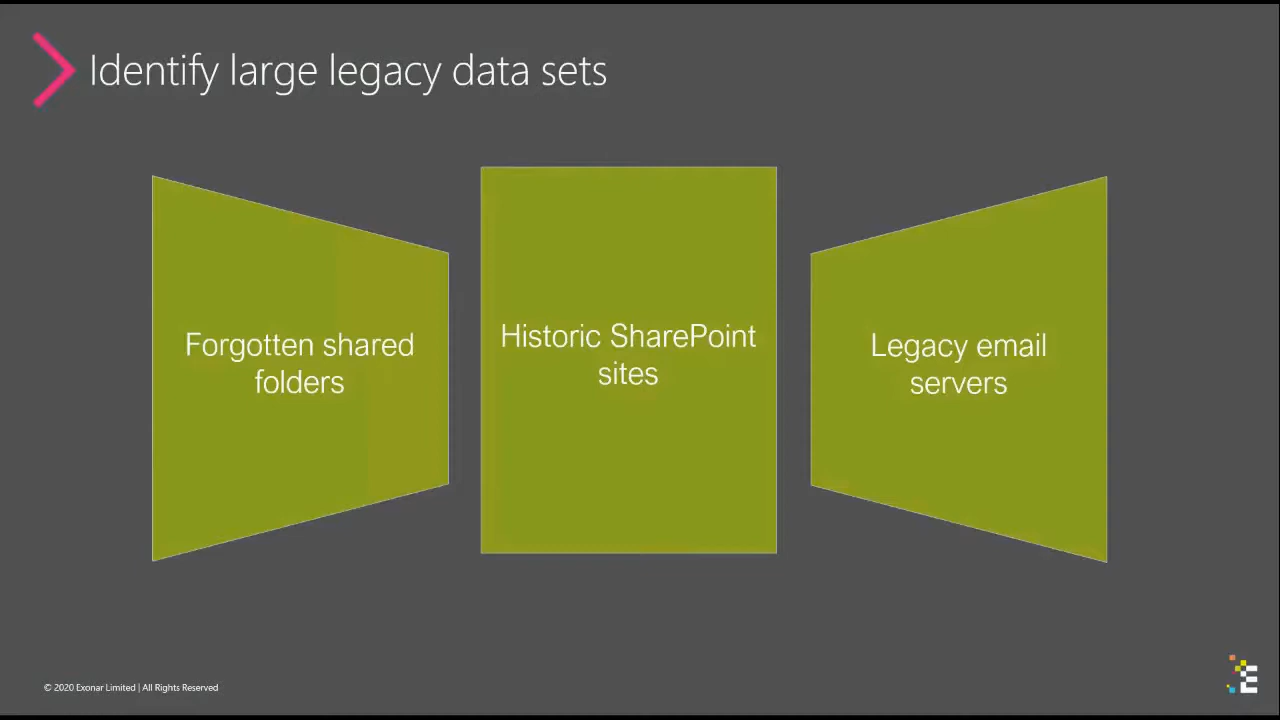 Identify large legacy data sets
Forgotten shared
folders
Historic SharePoint
sites
Legacy email
servers
© 2020 Exonar Limited | All Rights Reserved